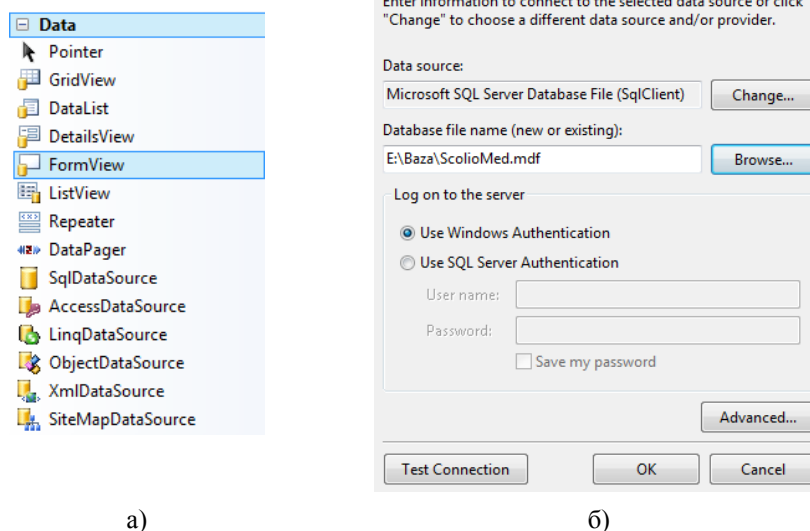 Data
Pointer
GridView
DataList
DetailsView
FormView
ListView
Repeater
DataPager
SqlDataSource
AccessDataSource
LinqDataSource
ObjectDataSource
XmlDataSource
SiteMapDataSource
а)
Enter information to connect to the selected data source or click
"Change" to choose a different data source and/or provider.
Data source:
Microsoft SQL Server Database File (SqlClient) Change...
Database file name (new or existing):
E:\Baza\ScolioMed.mdf Browse...
Log on to the server
Use Windows Authentication
Use SQL Server Authentication
User name:
Password:
Save my password
Advanced...
Test Connection OK Cancel
б)